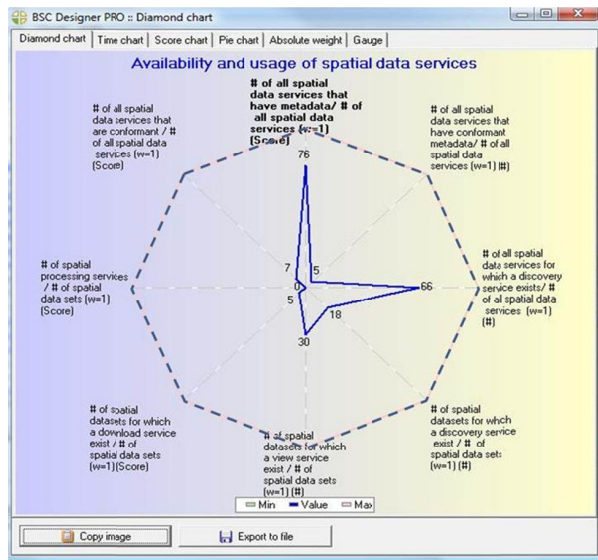 BSC Designer PRO :: Diamond chart
Diamond chart Time chart Score chart Pie chart Absolute weight Gauge
Availability and usage of spatial data services
# of all spatial
data services that
have metadata/ # of
all spatial data
services (w=1)
(Score)
# of all spatial
data services that
are conformant / #
of all spatial data
services (w=1)
(Score)
# of all spatial
data services that
have conformant
metadata/ # of all
spatial data
services (w=1) (#)
76
7
5
# of spatial
processing services
/ # of spatial
data sets (w=1)
(Score)
0
66
# of all spatial
data services for
which a discovery
service exists/ #
of all spatial data
services (w=1)
(#)
5
18
30
# of spatial
datasets for which
a download service
exist / # of
spatial data sets
(w=1)(Score)
# of spatial
datasets for which
a view service
exist / # of
spatial data sets
(w=1) (#)
# of spatial
datasets for which
a discovery service
exist / # of
spatial data sets
(w=1) (#)
Min Value Max
Copy image Export to file